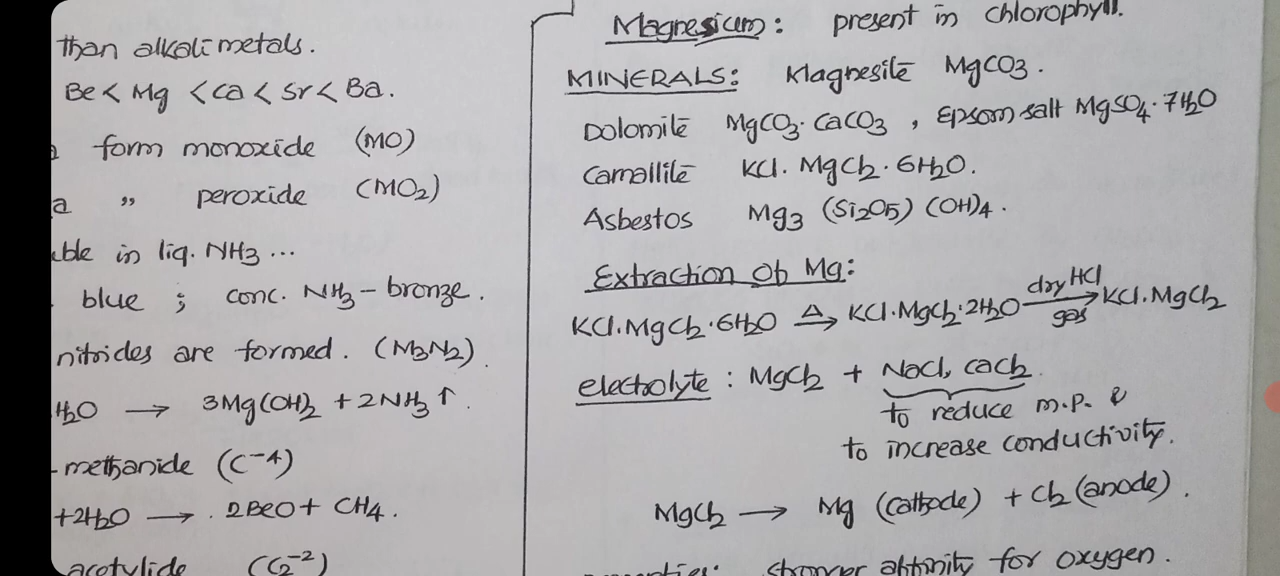 than alkali metals.
Be < Mg < Ca < Sr < Ba.
form monoxide (MO)
a " peroxide (MO2)
able in liq. NH3 ...
blue ; conc. NH3 - bronze.
nitrides are formed. (M3N2)
H2O → 3Mg(OH)2 + 2NH3 ↑.
- methanide (C-4)
+2H2O → 2BeO + CH4.
acetylide (C2-2)
Magnesium: present in chlorophyll.
MINERALS: Magnesite MgCO3.
Dolomite MgCO3. CaCO3, Epsom salt MgSO4.7H2O
Carnallite KCl. MgCl2. 6H2O.
Asbestos Mg3 (Si2O5) (OH)4.
Extraction of Mg:
KCl.MgCl2.6H2O Δ→ KCl.MgCl2.2H2O dry HCl gas → KCl.MgCl2
electrolyte : MgCl2 + NaCl, CaCl2.
to reduce m.p. &
to increase conductivity.
MgCl2 → Mg (cathode) + Cl2 (anode).
stronger affinity for oxygen.